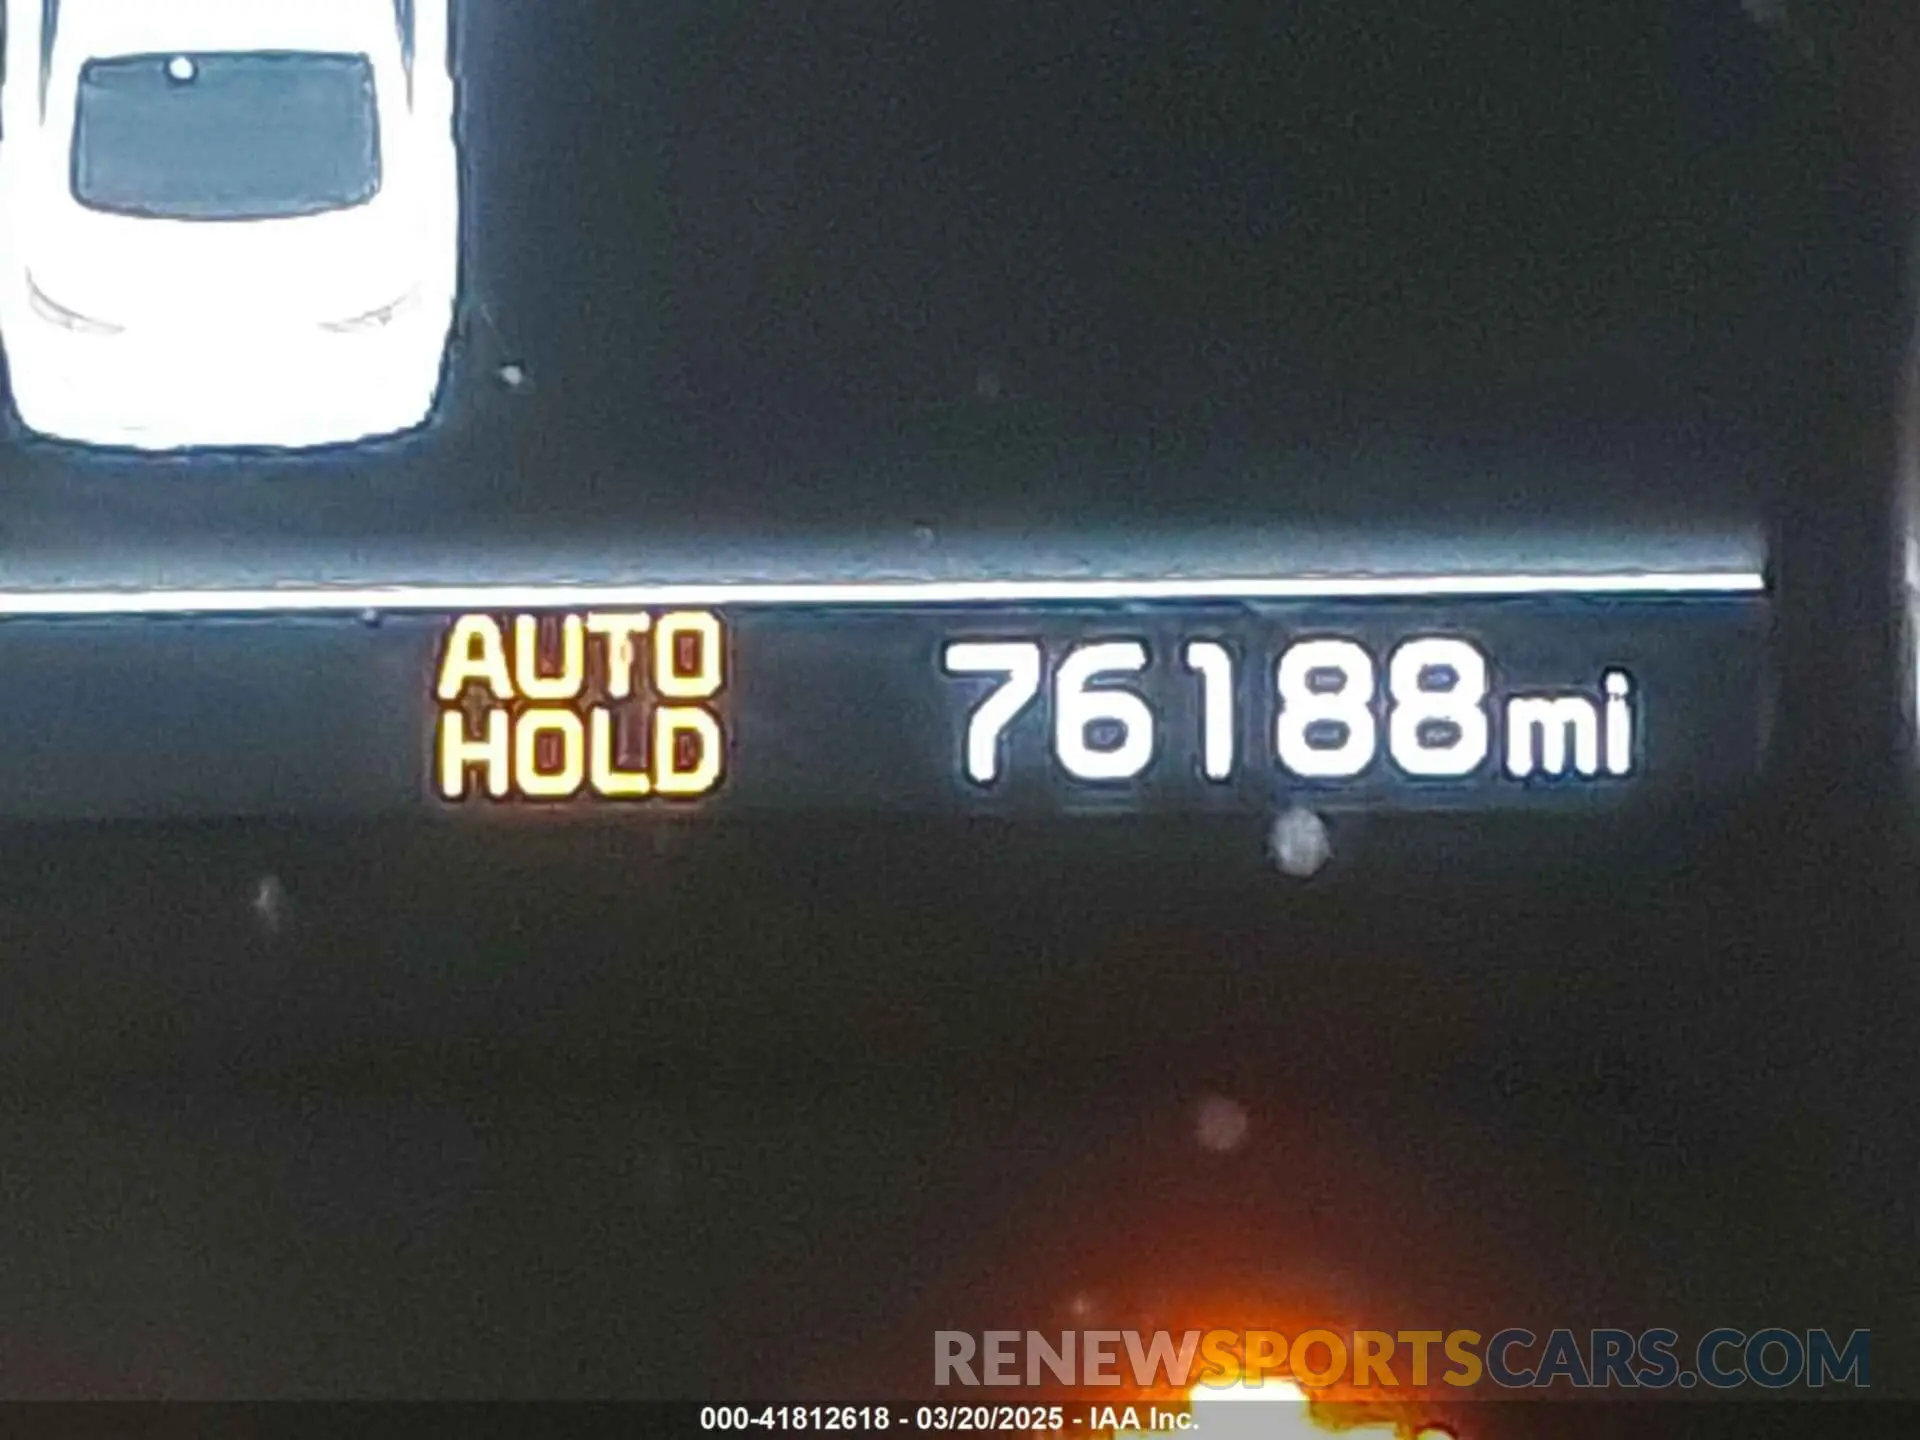 AUTO
HOLD
76188mi
RENEWSPORTSCARS.COM
000-41812618 - 03/20/2025 - IAA Inc.